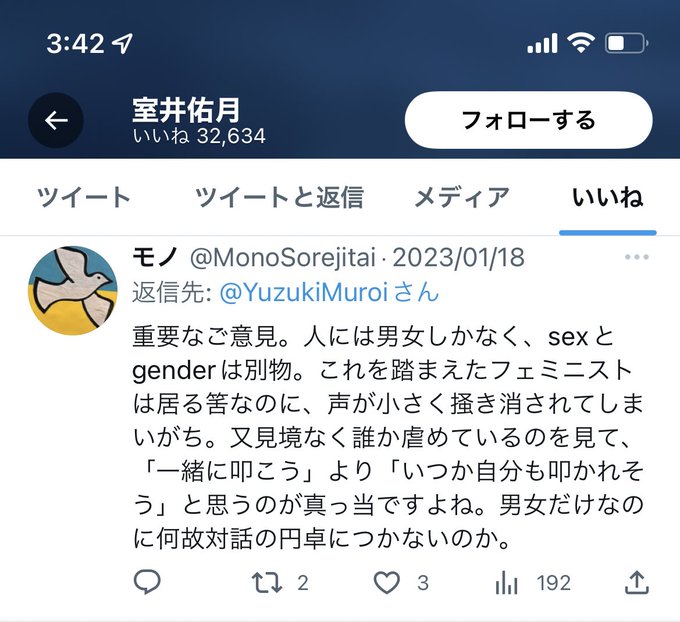 3:42
室井佑月
いいね 32,634
フォローする
ツイート ツイートと返信 メディア いいね
モノ @MonoSorejitai · 2023/01/18
返信先: @YuzukiMuroiさん
重要なご意見。人には男女しかなく、sexと
genderは別物。これを踏まえたフェミニスト
は居る筈なのに、声が小さく掻き消されてしま
いがち。又見境なく誰か虐めているのを見て、
「一緒に叩こう」より「いつか自分も叩かれそ
う」と思うのが真っ当ですよね。男女だけなの
に何故対話の円卓につかないのか。
2 3 192